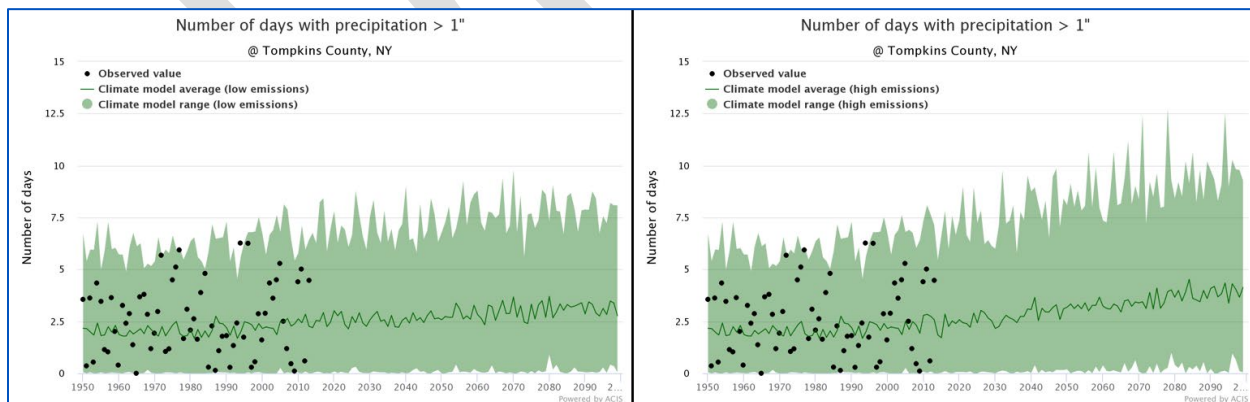 Number of days with precipitation > 1"
@ Tompkins County, NY
15
12.5
10
7.5
5
2.5
0
Number of days
Observed value
Climate model average (low emissions)
Climate model range (low emissions)
1950 1960 1970 1980 1990 2000 2010 2020 2030 2040 2050 2060 2070 2080 2090 2...
Powered by ACIS
Number of days with precipitation > 1"
@ Tompkins County, NY
15
12.5
10
7.5
5
2.5
0
Number of days
Observed value
Climate model average (high emissions)
Climate model range (high emissions)
1950 1960 1970 1980 1990 2000 2010 2020 2030 2040 2050 2060 2070 2080 2090 2...
Powered by ACIS